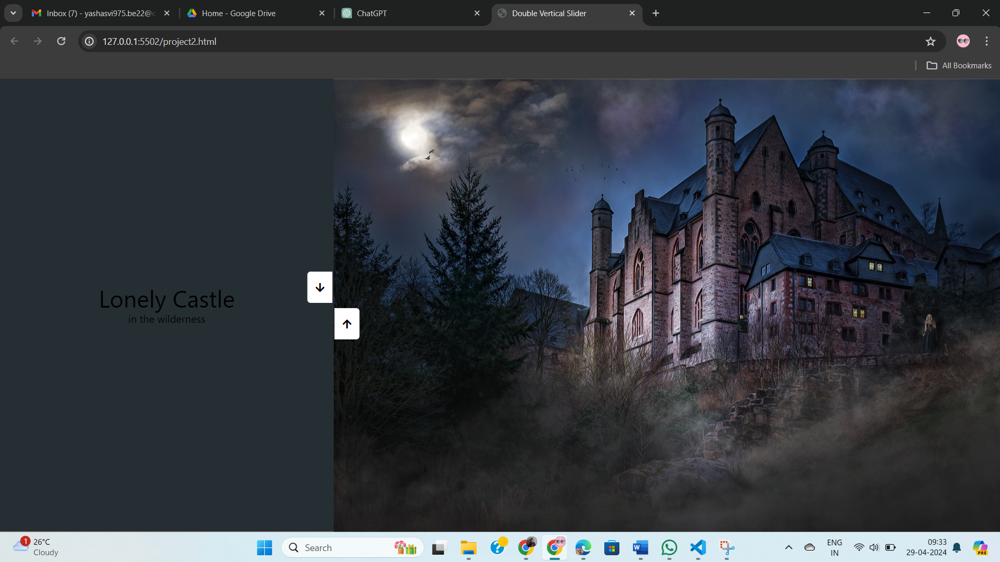 Inbox (7) - yashasvi975.be22@c
Home - Google Drive
ChatGPT
Double Vertical Slider
127.0.0.1:5502/project2.html
All Bookmarks
Lonely Castle
in the wilderness
1
26°C
Cloudy
Search
ENG
IN
09:33
29-04-2024
PRE